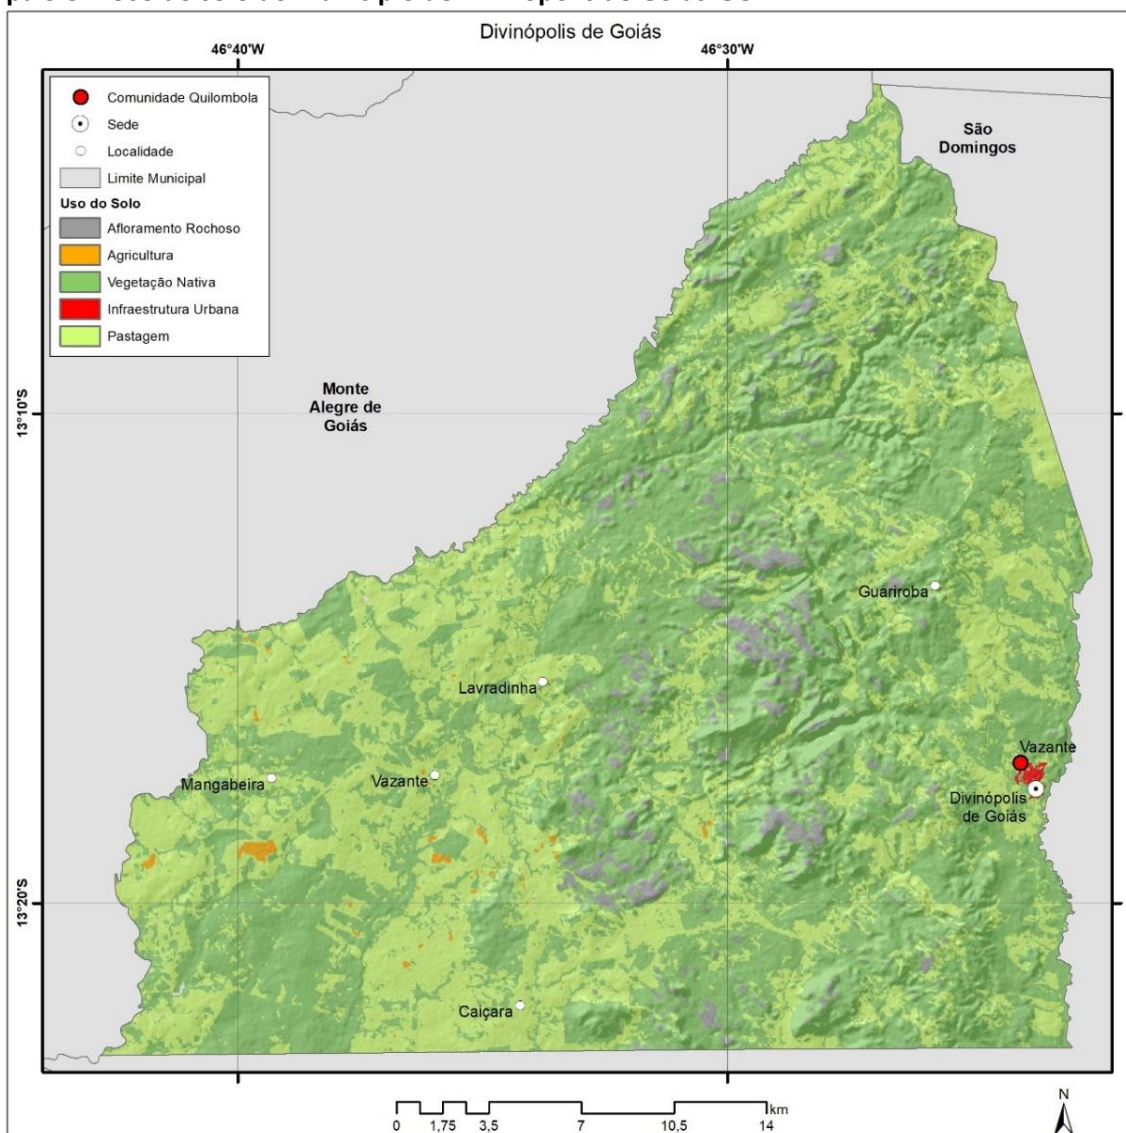 Divinópolis de Goiás
46°40'W
46°30'W
Comunidade Quilombola
Sede
Localidade
Limite Municipal
Uso do Solo
Afloramento Rochoso
Agricultura
Vegetação Nativa
Infraestrutura Urbana
Pastagem
São
Domingos
Monte
Alegre de
Goiás
13°10'S
Guariroba
Lavradinha
Vazante
Mangabeira
Vazante
Divinópolis
de Goiás
13°20'S
Caiçara
N
km
0 1,75 3,5 7 10,5 14